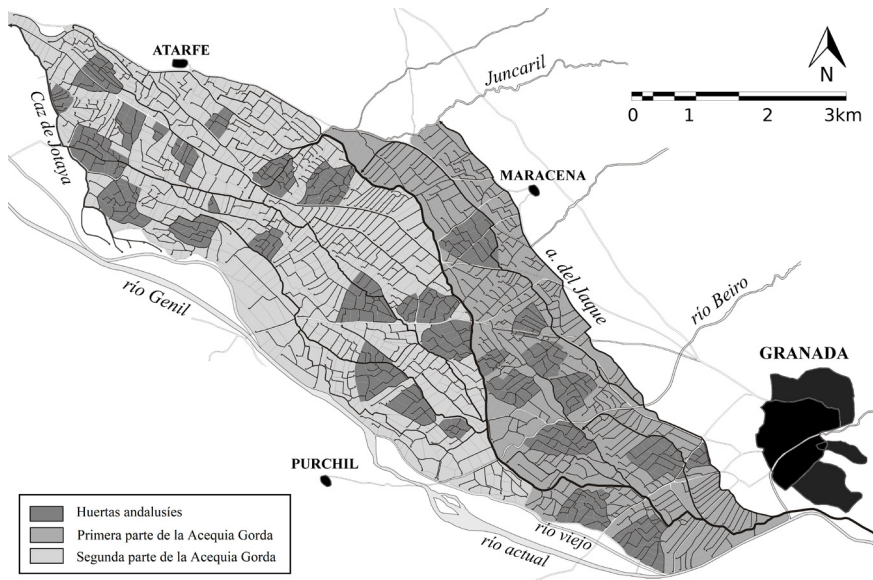 ATARFE
Juncaril
N
0 1 2 3km
Caz de Jotaya
MARACENA
a. del Jaque
río Beiro
río Genil
GRANADA
PURCHIL
río viejo
río actual
Huertas andalusíes
Primera parte de la Acequia Gorda
Segunda parte de la Acequia Gorda